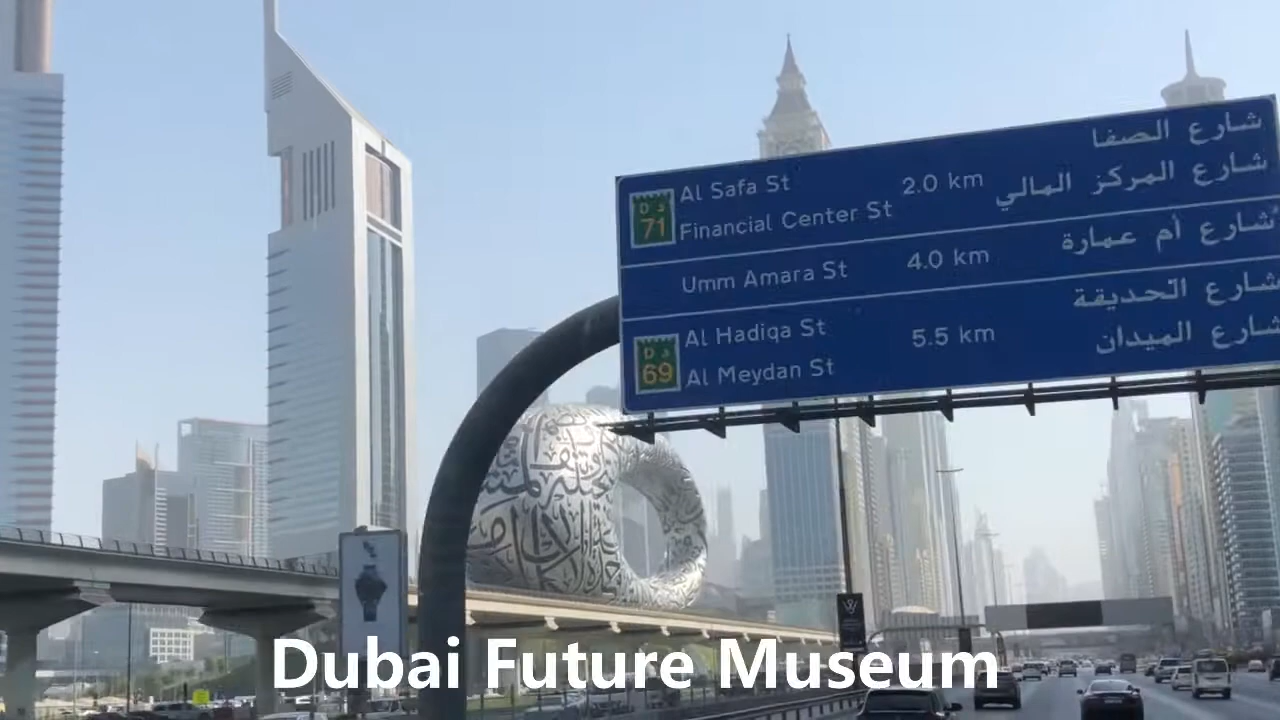 Al Safa St
Financial Center St
2.0 km
شارع الصفا
شارع المركز المالي
D د
71
Umm Amara St
4.0 km
شارع أم عمارة
Al Hadiqa St
Al Meydan St
5.5 km
شارع الحديقة
شارع الميدان
D د
69
Dubai Future Museum